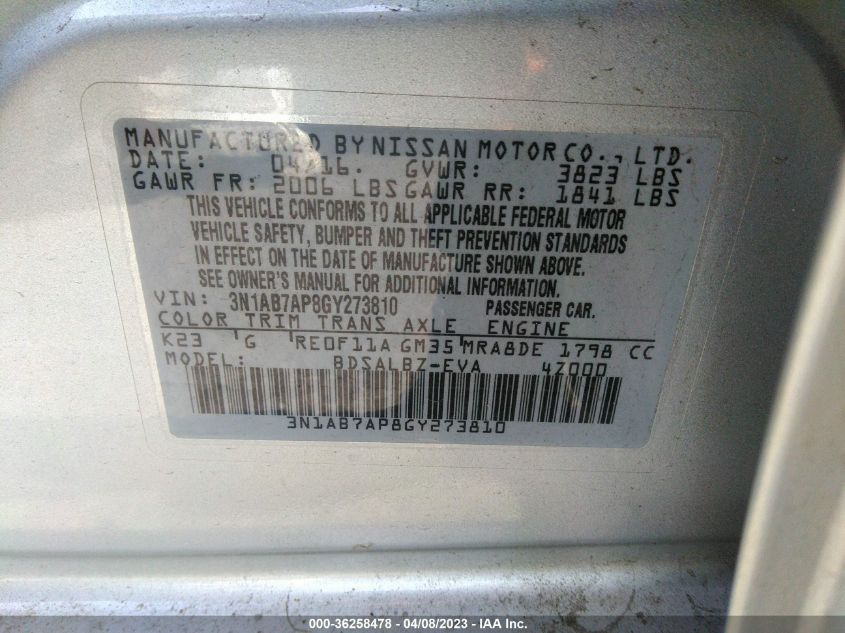 MANUFACTURED BY NISSAN MOTOR CO., LTD.
DATE: 04/16. GVWR: 3823 LBS
GAWR FR: 2006 LBS GAWR RR: 1841 LBS
THIS VEHICLE CONFORMS TO ALL APPLICABLE FEDERAL MOTOR
VEHICLE SAFETY, BUMPER AND THEFT PREVENTION STANDARDS
IN EFFECT ON THE DATE OF MANUFACTURE SHOWN ABOVE.
SEE OWNER'S MANUAL FOR ADDITIONAL INFORMATION.
VIN: 3N1AB7AP8GY273810 PASSENGER CAR.
COLOR TRIM TRANS AXLE ENGINE
K23 'G 'RE0F11A GM35'MRA8DE 1798 CC
MODEL: BDSALBZ-EVA 4Z000
3N1AB7AP8GY273810
000-36258478 - 04/08/2023 - IAA Inc.